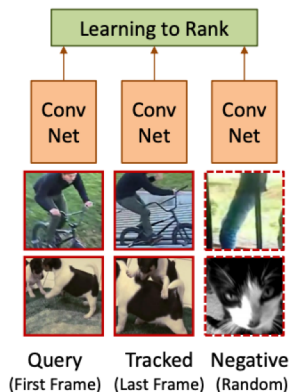 Learning to Rank
Conv Net
Conv Net
Conv Net
Query
(First Frame)
Tracked
(Last Frame)
Negative
(Random)